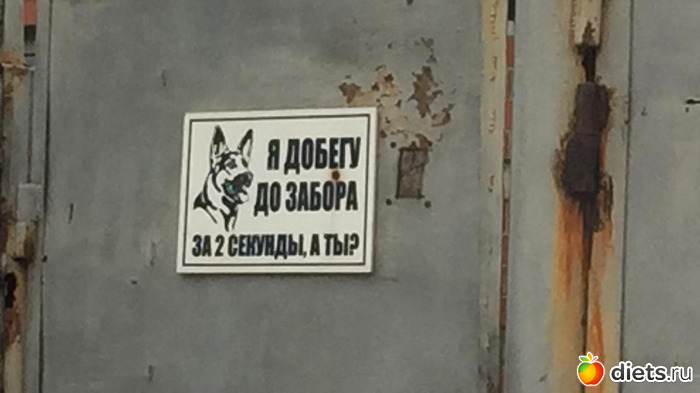 Я ДОБЕГУ
ДО ЗАБОРА
ЗА 2 СЕКУНДЫ, А ТЫ?
diets.ru